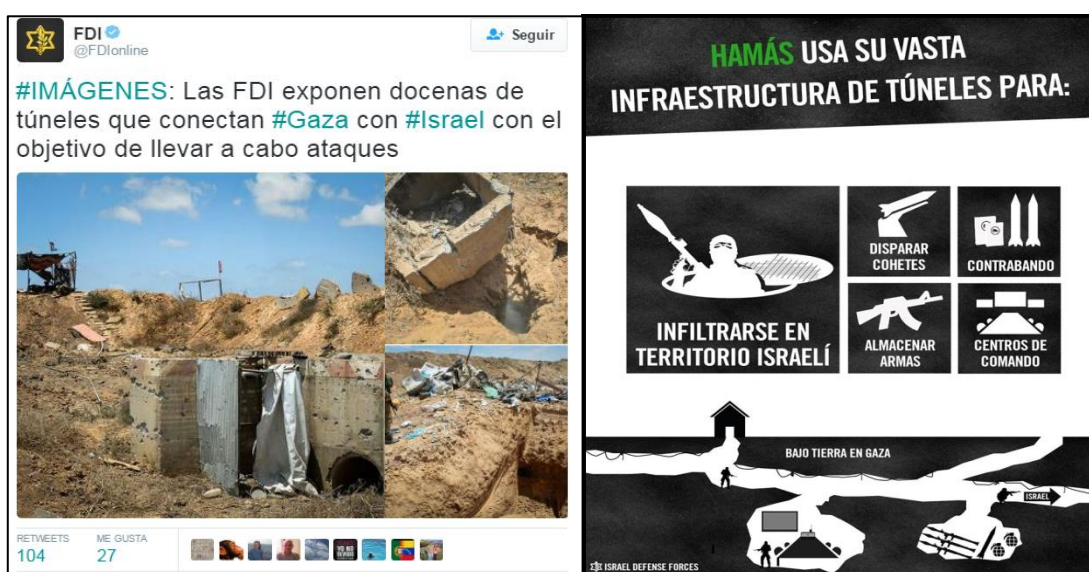 FDI
@FDIonline
Seguir
#IMÁGENES: Las FDI exponen docenas de
túneles que conectan #Gaza con #Israel con el
objetivo de llevar a cabo ataques
RETWEETS
104
ME GUSTA
27
HAMÁS USA SU VASTA
INFRAESTRUCTURA DE TÚNELES PARA:
INFILTRARSE EN
TERRITORIO ISRAELÍ
DISPARAR
COHETES
CONTRABANDO
ALMACENAR
ARMAS
CENTROS DE
COMANDO
BAJO TIERRA EN GAZA
ISRAEL
ISRAEL DEFENSE FORCES